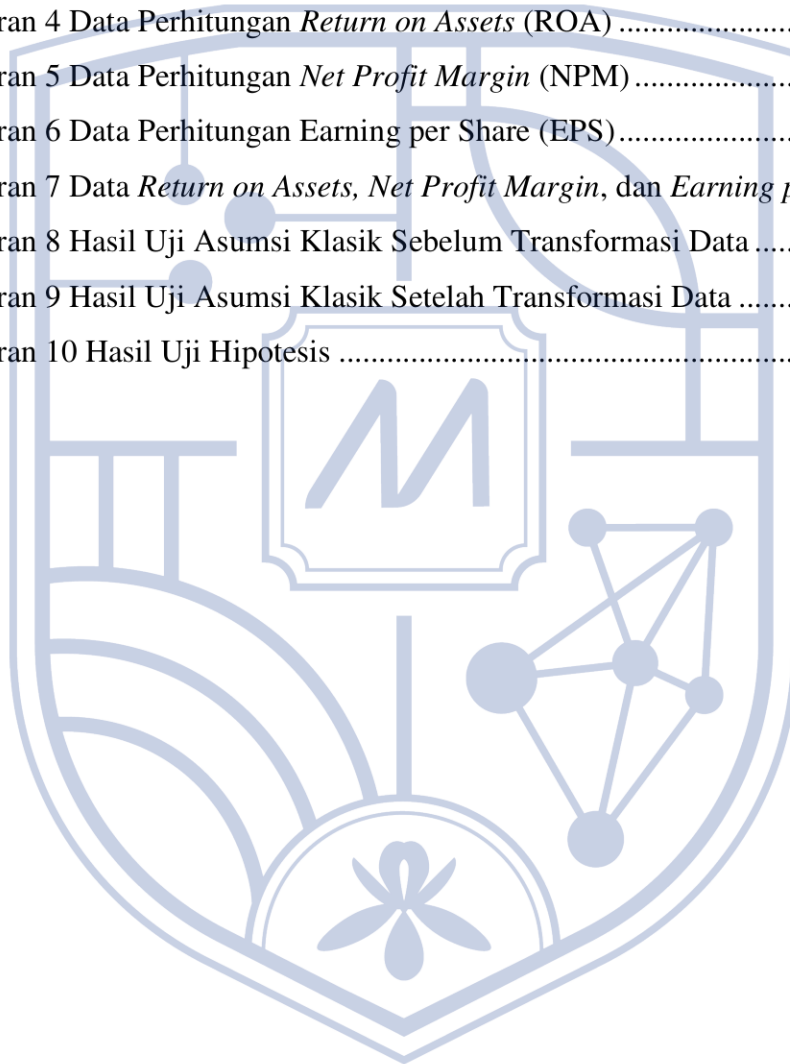 ran 4 Data Perhitungan Return on Assets (ROA) ......................
ran 5 Data Perhitungan Net Profit Margin (NPM) ....................
ran 6 Data Perhitungan Earning per Share (EPS)......................
ran 7 Data Return on Assets, Net Profit Margin, dan Earning p
ran 8 Hasil Uji Asumsi Klasik Sebelum Transformasi Data .....
ran 9 Hasil Uji Asumsi Klasik Setelah Transformasi Data .......
ran 10 Hasil Uji Hipotesis .........................................................
M